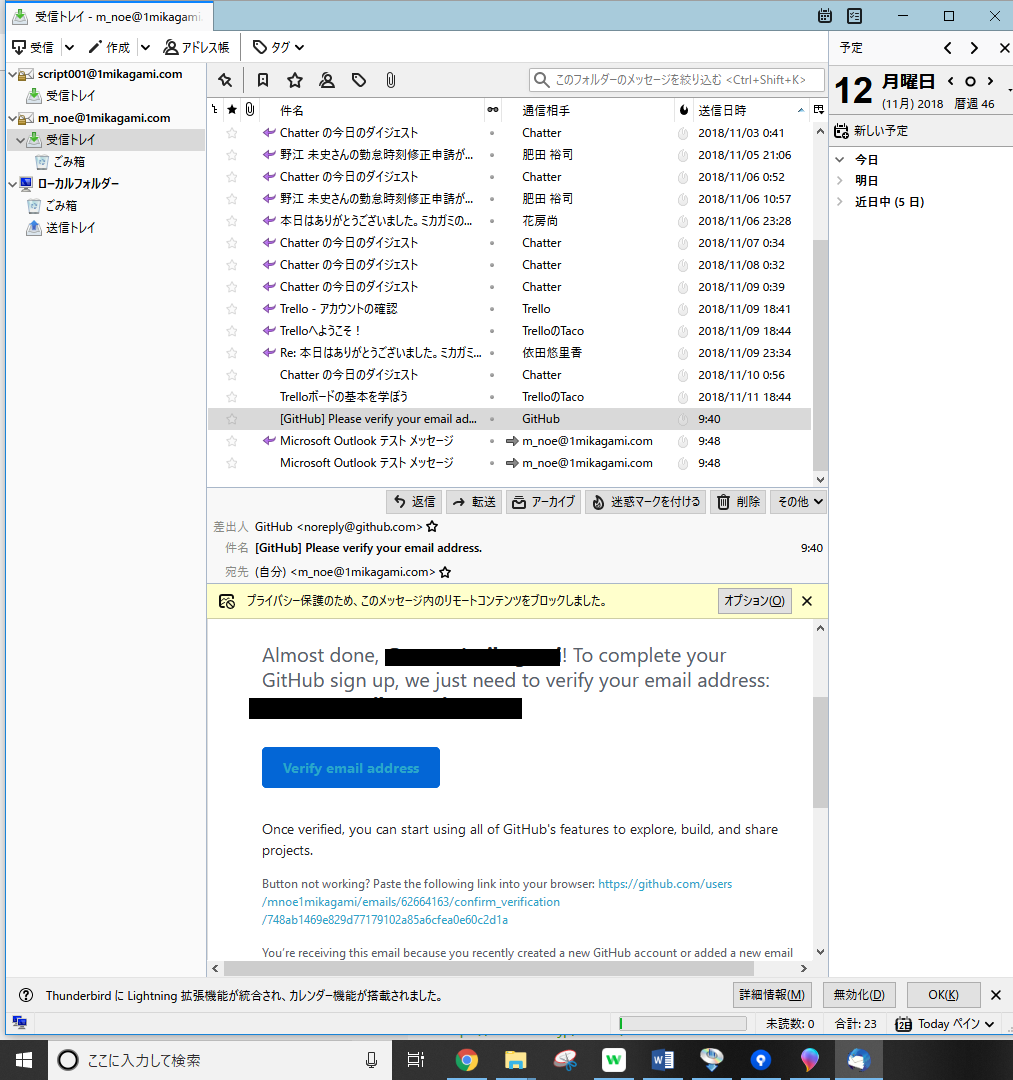 受信トレイ - m_noe@1mikagami.
受信 作成 アドレス帳 タグ
script001@1mikagami.com
受信トレイ
m_noe@1mikagami.com
受信トレイ
ごみ箱
ローカルフォルダー
ごみ箱
送信トレイ
このフォルダーのメッセージを絞り込む <Ctrl+Shift+K>
件名 通信相手 送信日時
Chatter の今日のダイジェスト Chatter 2018/11/03 0:41
野江 未史さんの勤怠時刻修正申請が... 肥田 裕司 2018/11/05 21:06
Chatter の今日のダイジェスト Chatter 2018/11/06 0:52
野江 未史さんの勤怠時刻修正申請が... 肥田 裕司 2018/11/06 10:57
本日はありがとうございました。ミカガミの... 花房尚 2018/11/06 23:28
Chatter の今日のダイジェスト Chatter 2018/11/07 0:34
Chatter の今日のダイジェスト Chatter 2018/11/08 0:32
Chatter の今日のダイジェスト Chatter 2018/11/09 0:39
Trello - アカウントの確認 Trello 2018/11/09 18:41
Trelloへようこそ! TrelloのTaco 2018/11/09 18:44
Re: 本日はありがとうございました。ミカガミ... 依田悠里香 2018/11/09 23:34
Chatter の今日のダイジェスト Chatter 2018/11/10 0:56
Trelloボードの基本を学ぼう TrelloのTaco 2018/11/11 18:44
[GitHub] Please verify your email ad... GitHub 9:40
Microsoft Outlook テスト メッセージ m_noe@1mikagami.com 9:48
Microsoft Outlook テスト メッセージ m_noe@1mikagami.com 9:48
返信 転送 アーカイブ 迷惑マークを付ける 削除 その他
差出人 GitHub <noreply@github.com>
件名 [GitHub] Please verify your email address. 9:40
宛先 (自分) <m_noe@1mikagami.com>
プライバシー保護のため、このメッセージ内のリモートコンテンツをブロックしました。 オプション(O)
Almost done, ! To complete your
GitHub sign up, we just need to verify your email address:
Verify email address
Once verified, you can start using all of GitHub's features to explore, build, and share
projects.
Button not working? Paste the following link into your browser: https://github.com/users
/mnoe1mikagami/emails/62664163/confirm_verification
/748ab1469e829d77179102a85a6cfea0e60c2d1a
You're receiving this email because you recently created a new GitHub account or added a new email
予定
12 月曜日
(11月) 2018 暦週 46
新しい予定
今日
明日
近日中 (5 日)
Thunderbird に Lightning 拡張機能が統合され、カレンダー機能が搭載されました。 詳細情報(M) 無効化(D) OK(K)
未読数: 0 合計: 23 12 Today ペイン
ここに入力して検索